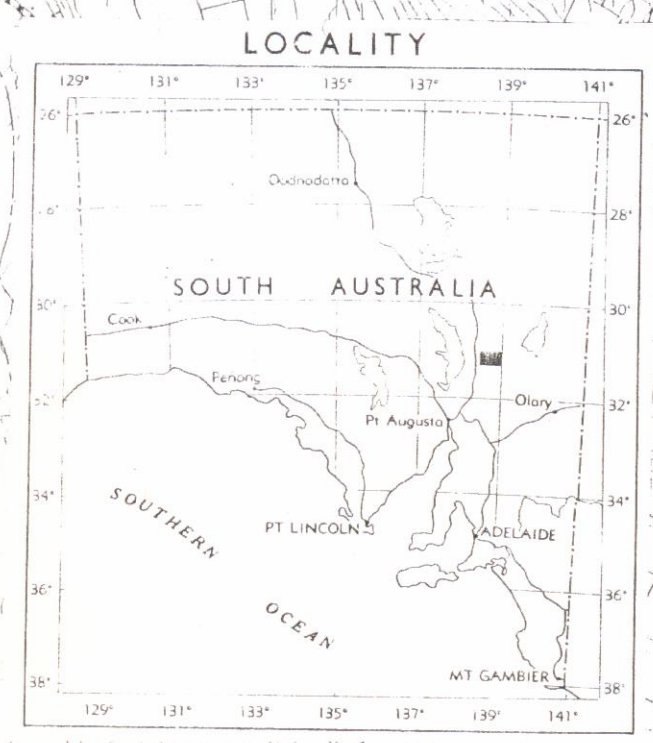 LOCALITY
129° 131° 133° 135° 137° 139° 141°
26° 26°
Oodnadatta
28°
SOUTH AUSTRALIA
30° 30°
Cook
Penong
Olary
32° 32°
Pt Augusta
34° 34°
SOUTHERN
PT LINCOLN
ADELAIDE
36° 36°
OCEAN
MT GAMBIER
38° 38°
129° 131° 133° 135° 137° 139° 141°